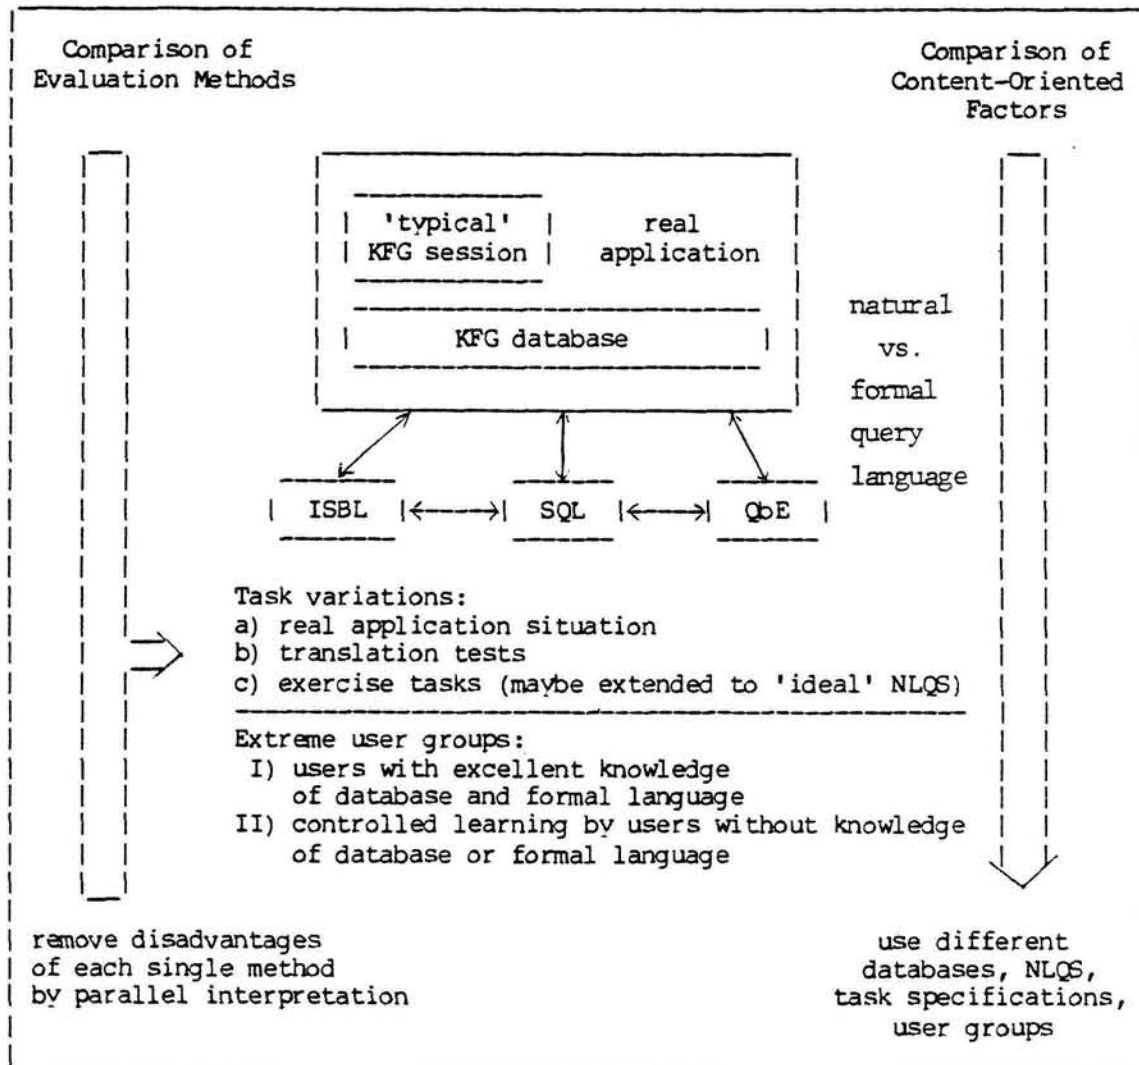 Comparison of
Evaluation Methods
Comparison of
Content-Oriented
Factors
'typical'
KFG session
real
application
KFG database
natural
vs.
formal
query
language
ISBL
SQL
QbE
Task variations:
a) real application situation
b) translation tests
c) exercise tasks (maybe extended to 'ideal' NLQS)
Extreme user groups:
I) users with excellent knowledge
of database and formal language
II) controlled learning by users without knowledge
of database or formal language
remove disadvantages
of each single method
by parallel interpretation
use different
databases, NLQS,
task specifications,
user groups